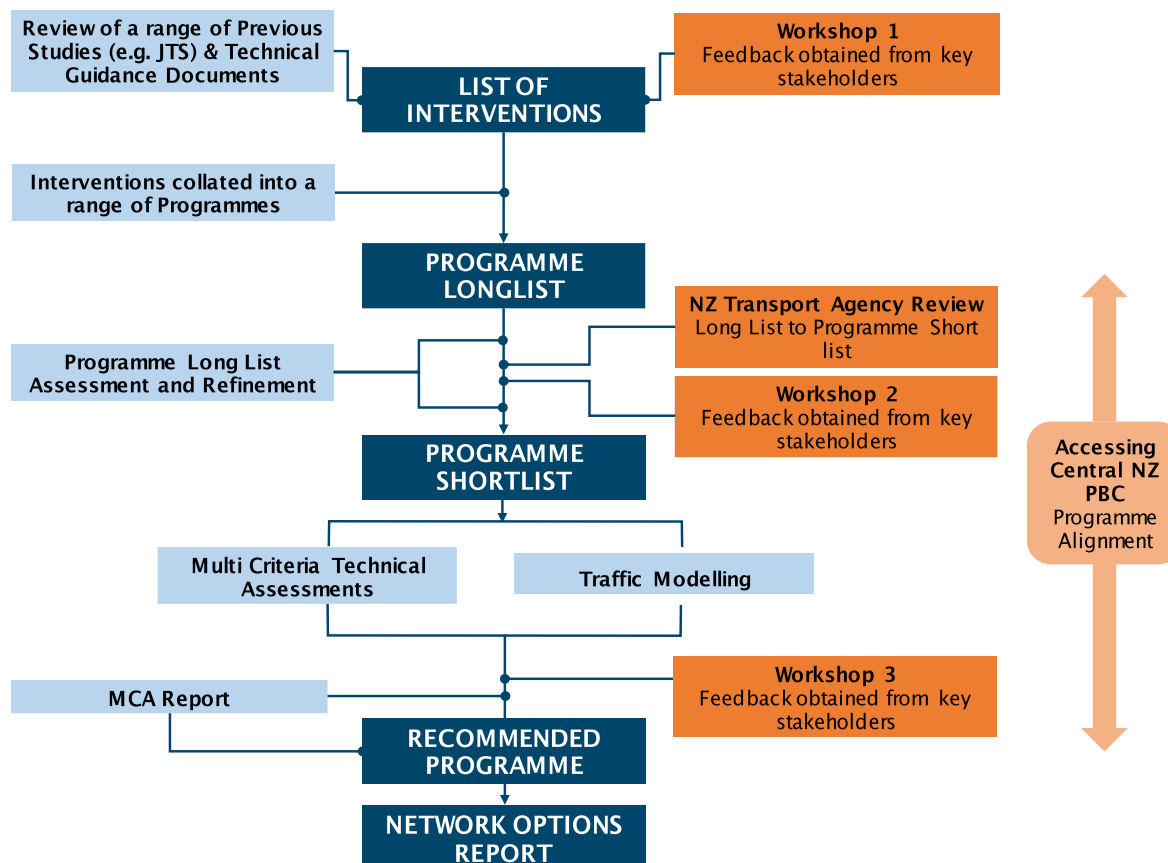 Review of a range of Previous
Studies (e.g. JTS) & Technical
Guidance Documents
Workshop 1
Feedback obtained from key
stakeholders
LIST OF
INTERVENTIONS
Interventions collated into a
range of Programmes
PROGRAMME
LONGLIST
NZ Transport Agency Review
Long List to Programme Short
list
Programme Long List
Assessment and Refinement
Workshop 2
Feedback obtained from key
stakeholders
PROGRAMME
SHORTLIST
Accessing
Central NZ
PBC
Programme
Alignment
Multi Criteria Technical
Assessments
Traffic Modelling
MCA Report
Workshop 3
Feedback obtained from key
stakeholders
RECOMMENDED
PROGRAMME
NETWORK OPTIONS
REPORT